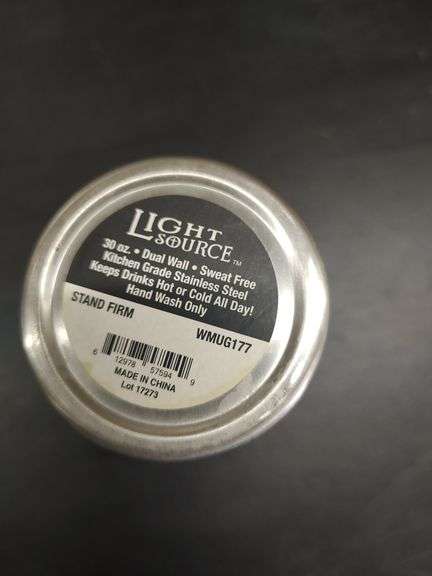 LIGHT
SOURCE™
30 oz. • Dual Wall • Sweat Free
Kitchen Grade Stainless Steel
Keeps Drinks Hot or Cold All Day!
Hand Wash Only
STAND FIRM
WMUG177
6 12978 57594 9
MADE IN CHINA
Lot 17273